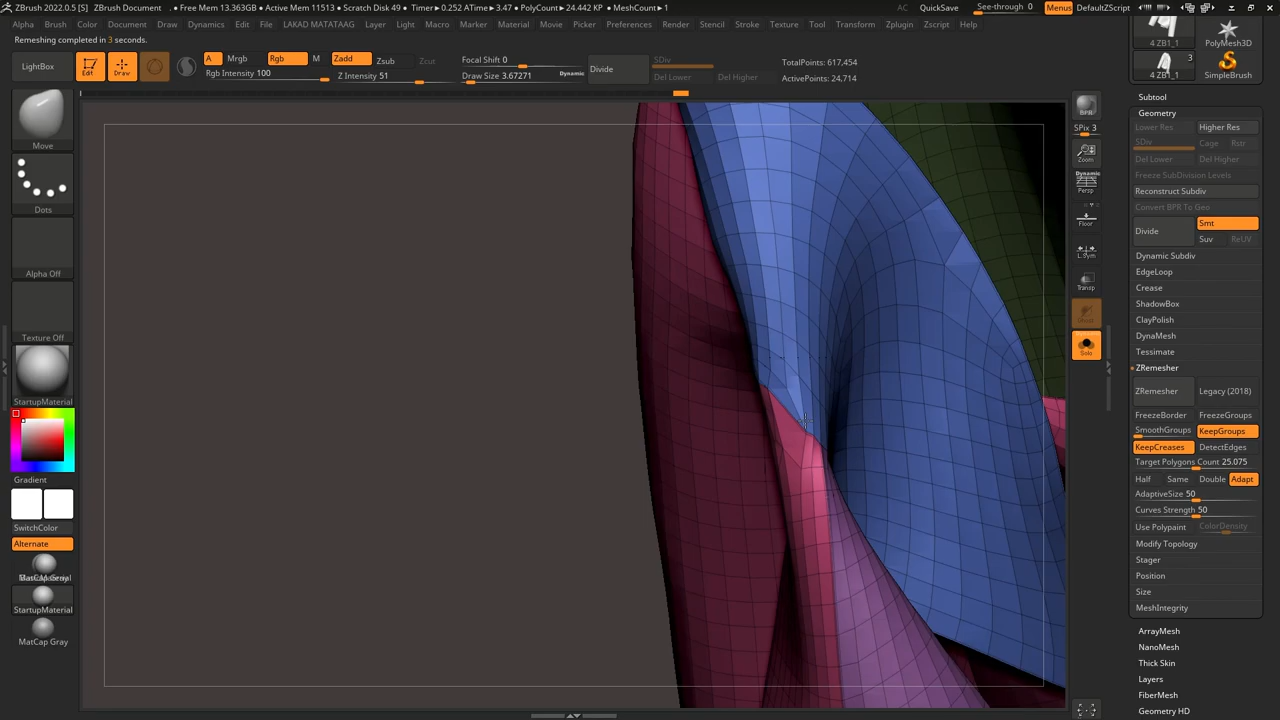 ZBrush 2022.0.5 [S] ZBrush Document . ● Free Mem 13.363GB ● Active Mem 11513 ● Scratch Disk 49 ● Timer▸0.252 ATime▸3.47 ● PolyCount▸24.442 KP ● MeshCount▸1 AC QuickSave See-through 0 Menus DefaultZScript
Alpha Brush Color Document Draw Dynamics Edit File LAKAD MATATAAG Layer Light Macro Marker Material Movie Picker Preferences Render Stencil Stroke Texture Tool Transform Zplugin Zscript Help
Remeshing completed in 3 seconds.
LightBox
Edit
Draw
A Mrgb Rgb M Zadd Zsub Zcut
Rgb Intensity 100
Z Intensity 51
Focal Shift 0
Draw Size 3.67271
Dynamic
Divide
SDiv
Del Lower Del Higher
TotalPoints: 617,454
ActivePoints: 24,714
Move
Dots
Alpha Off
Texture Off
StartupMaterial
Gradient
SwitchColor
Alternate
StartupMaterial
MatCap Gray
BPR
SPix 3
Zoom
Dynamic
Persp
Floor
L.Sym
Transp
Solo
4 ZB1_1
PolyMesh3D
3
4 ZB1_1
SimpleBrush
Subtool
Geometry
Lower Res Higher Res
SDiv Cage Rstr
Del Lower Del Higher
Freeze SubDivision Levels
Reconstruct Subdiv
Convert BPR To Geo
Divide
Smt
Suv ReUV
Dynamic Subdiv
EdgeLoop
Crease
ShadowBox
ClayPolish
DynaMesh
Tessimate
ZRemesher
ZRemesher Legacy (2018)
FreezeBorder FreezeGroups
SmoothGroups KeepGroups
KeepCreases DetectEdges
Target Polygons Count 25.075
Half Same Double Adapt
AdaptiveSize 50
Curves Strength 50
Use Polypaint ColorDensity
Modify Topology
Stager
Position
Size
MeshIntegrity
ArrayMesh
NanoMesh
Thick Skin
Layers
FiberMesh
Geometry HD